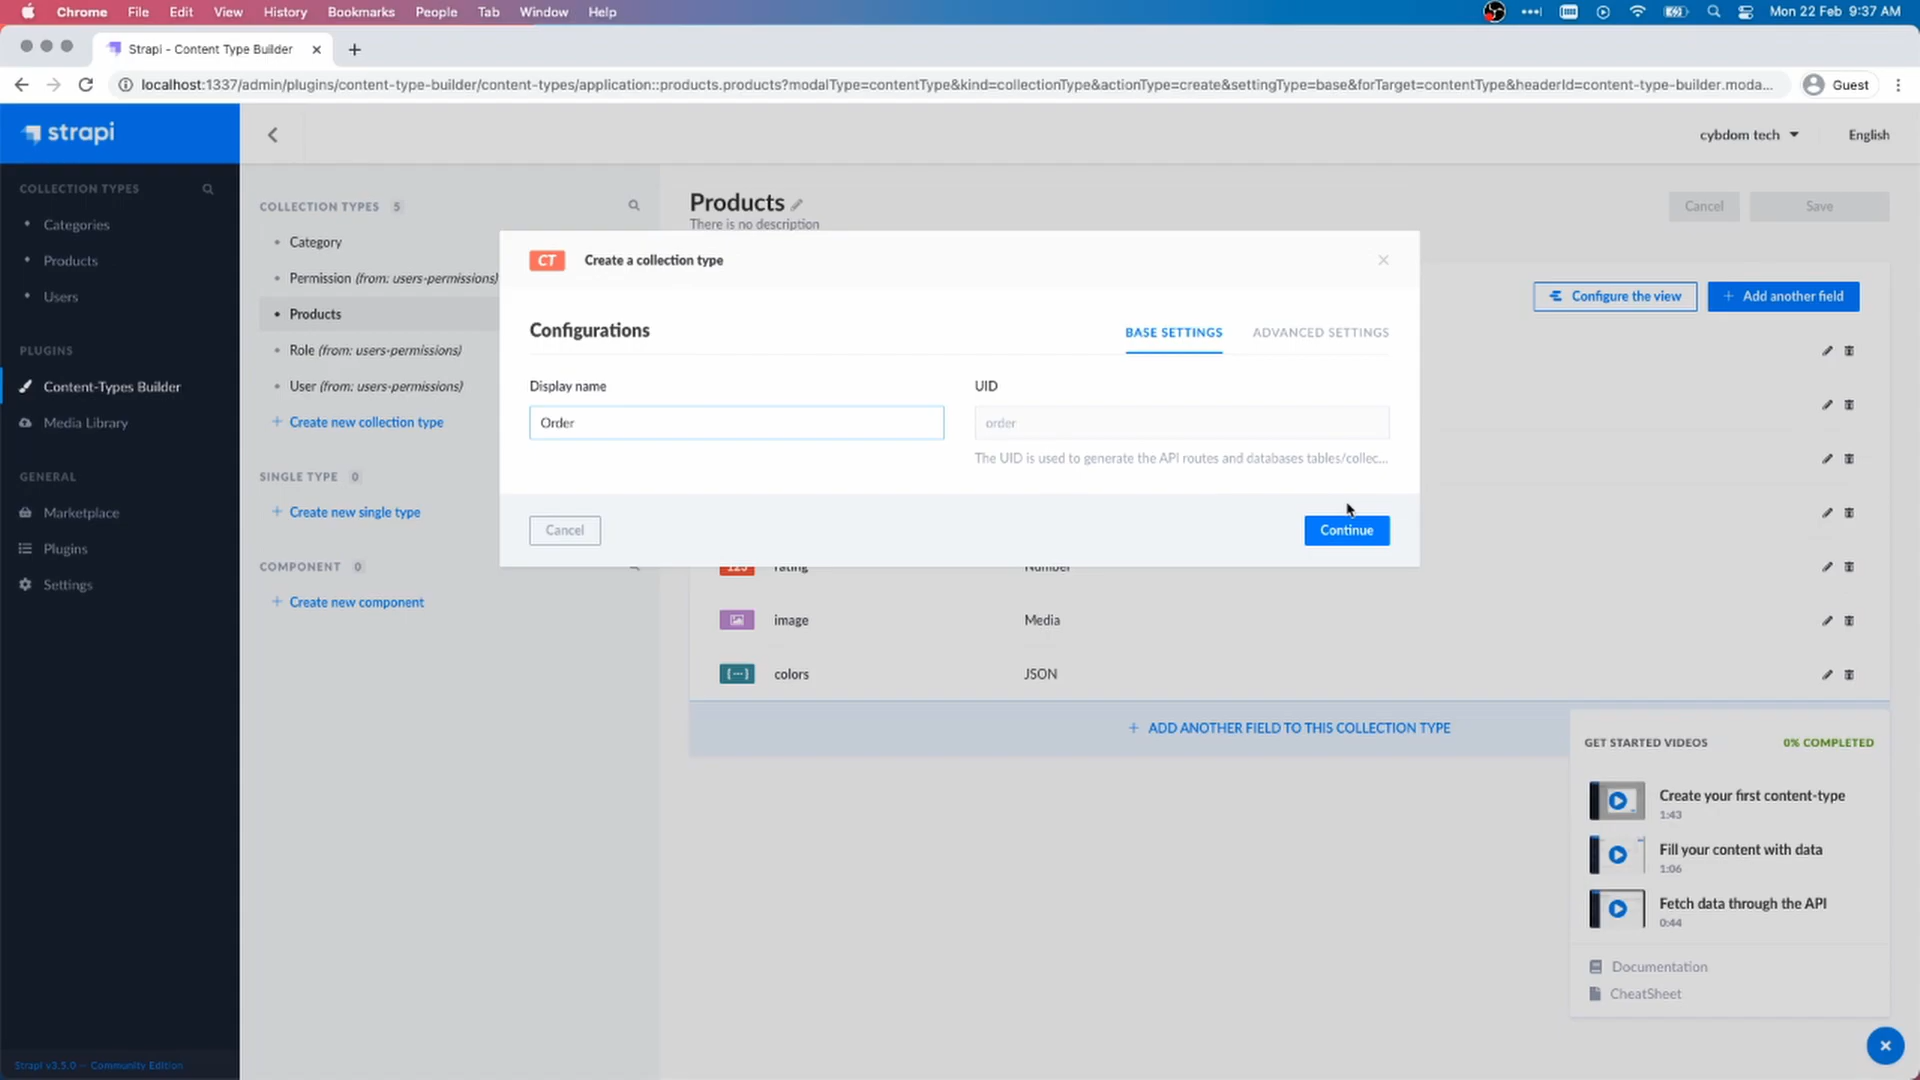 Chrome File Edit View History Bookmarks People Tab Window Help
Mon 22 Feb 9:37 AM
Strapi - Content Type Builder
localhost:1337/admin/plugins/content-type-builder/content-types/application::products.products?modalType=contentType&kind=collectionType&actionType=create&settingType=base&forTarget=contentType&headerId=content-type-builder.moda...
Guest
strapi
cybdom tech
English
COLLECTION TYPES
Categories
Products
Users
PLUGINS
Content-Types Builder
Media Library
GENERAL
Marketplace
Plugins
Settings
Strapi v3.5.0 — Community Edition
COLLECTION TYPES 5
Category
Permission (from: users-permissions)
Products
Role (from: users-permissions)
User (from: users-permissions)
+ Create new collection type
SINGLE TYPE 0
+ Create new single type
COMPONENT 0
+ Create new component
Products
There is no description
Cancel
Save
Configure the view
+ Add another field
CT Create a collection type
Configurations
BASE SETTINGS
ADVANCED SETTINGS
Display name
Order
UID
order
The UID is used to generate the API routes and databases tables/collec...
Cancel
Continue
123 rating Number
image Media
colors JSON
+ ADD ANOTHER FIELD TO THIS COLLECTION TYPE
GET STARTED VIDEOS 0% COMPLETED
Create your first content-type
1:43
Fill your content with data
1:06
Fetch data through the API
0:44
Documentation
CheatSheet